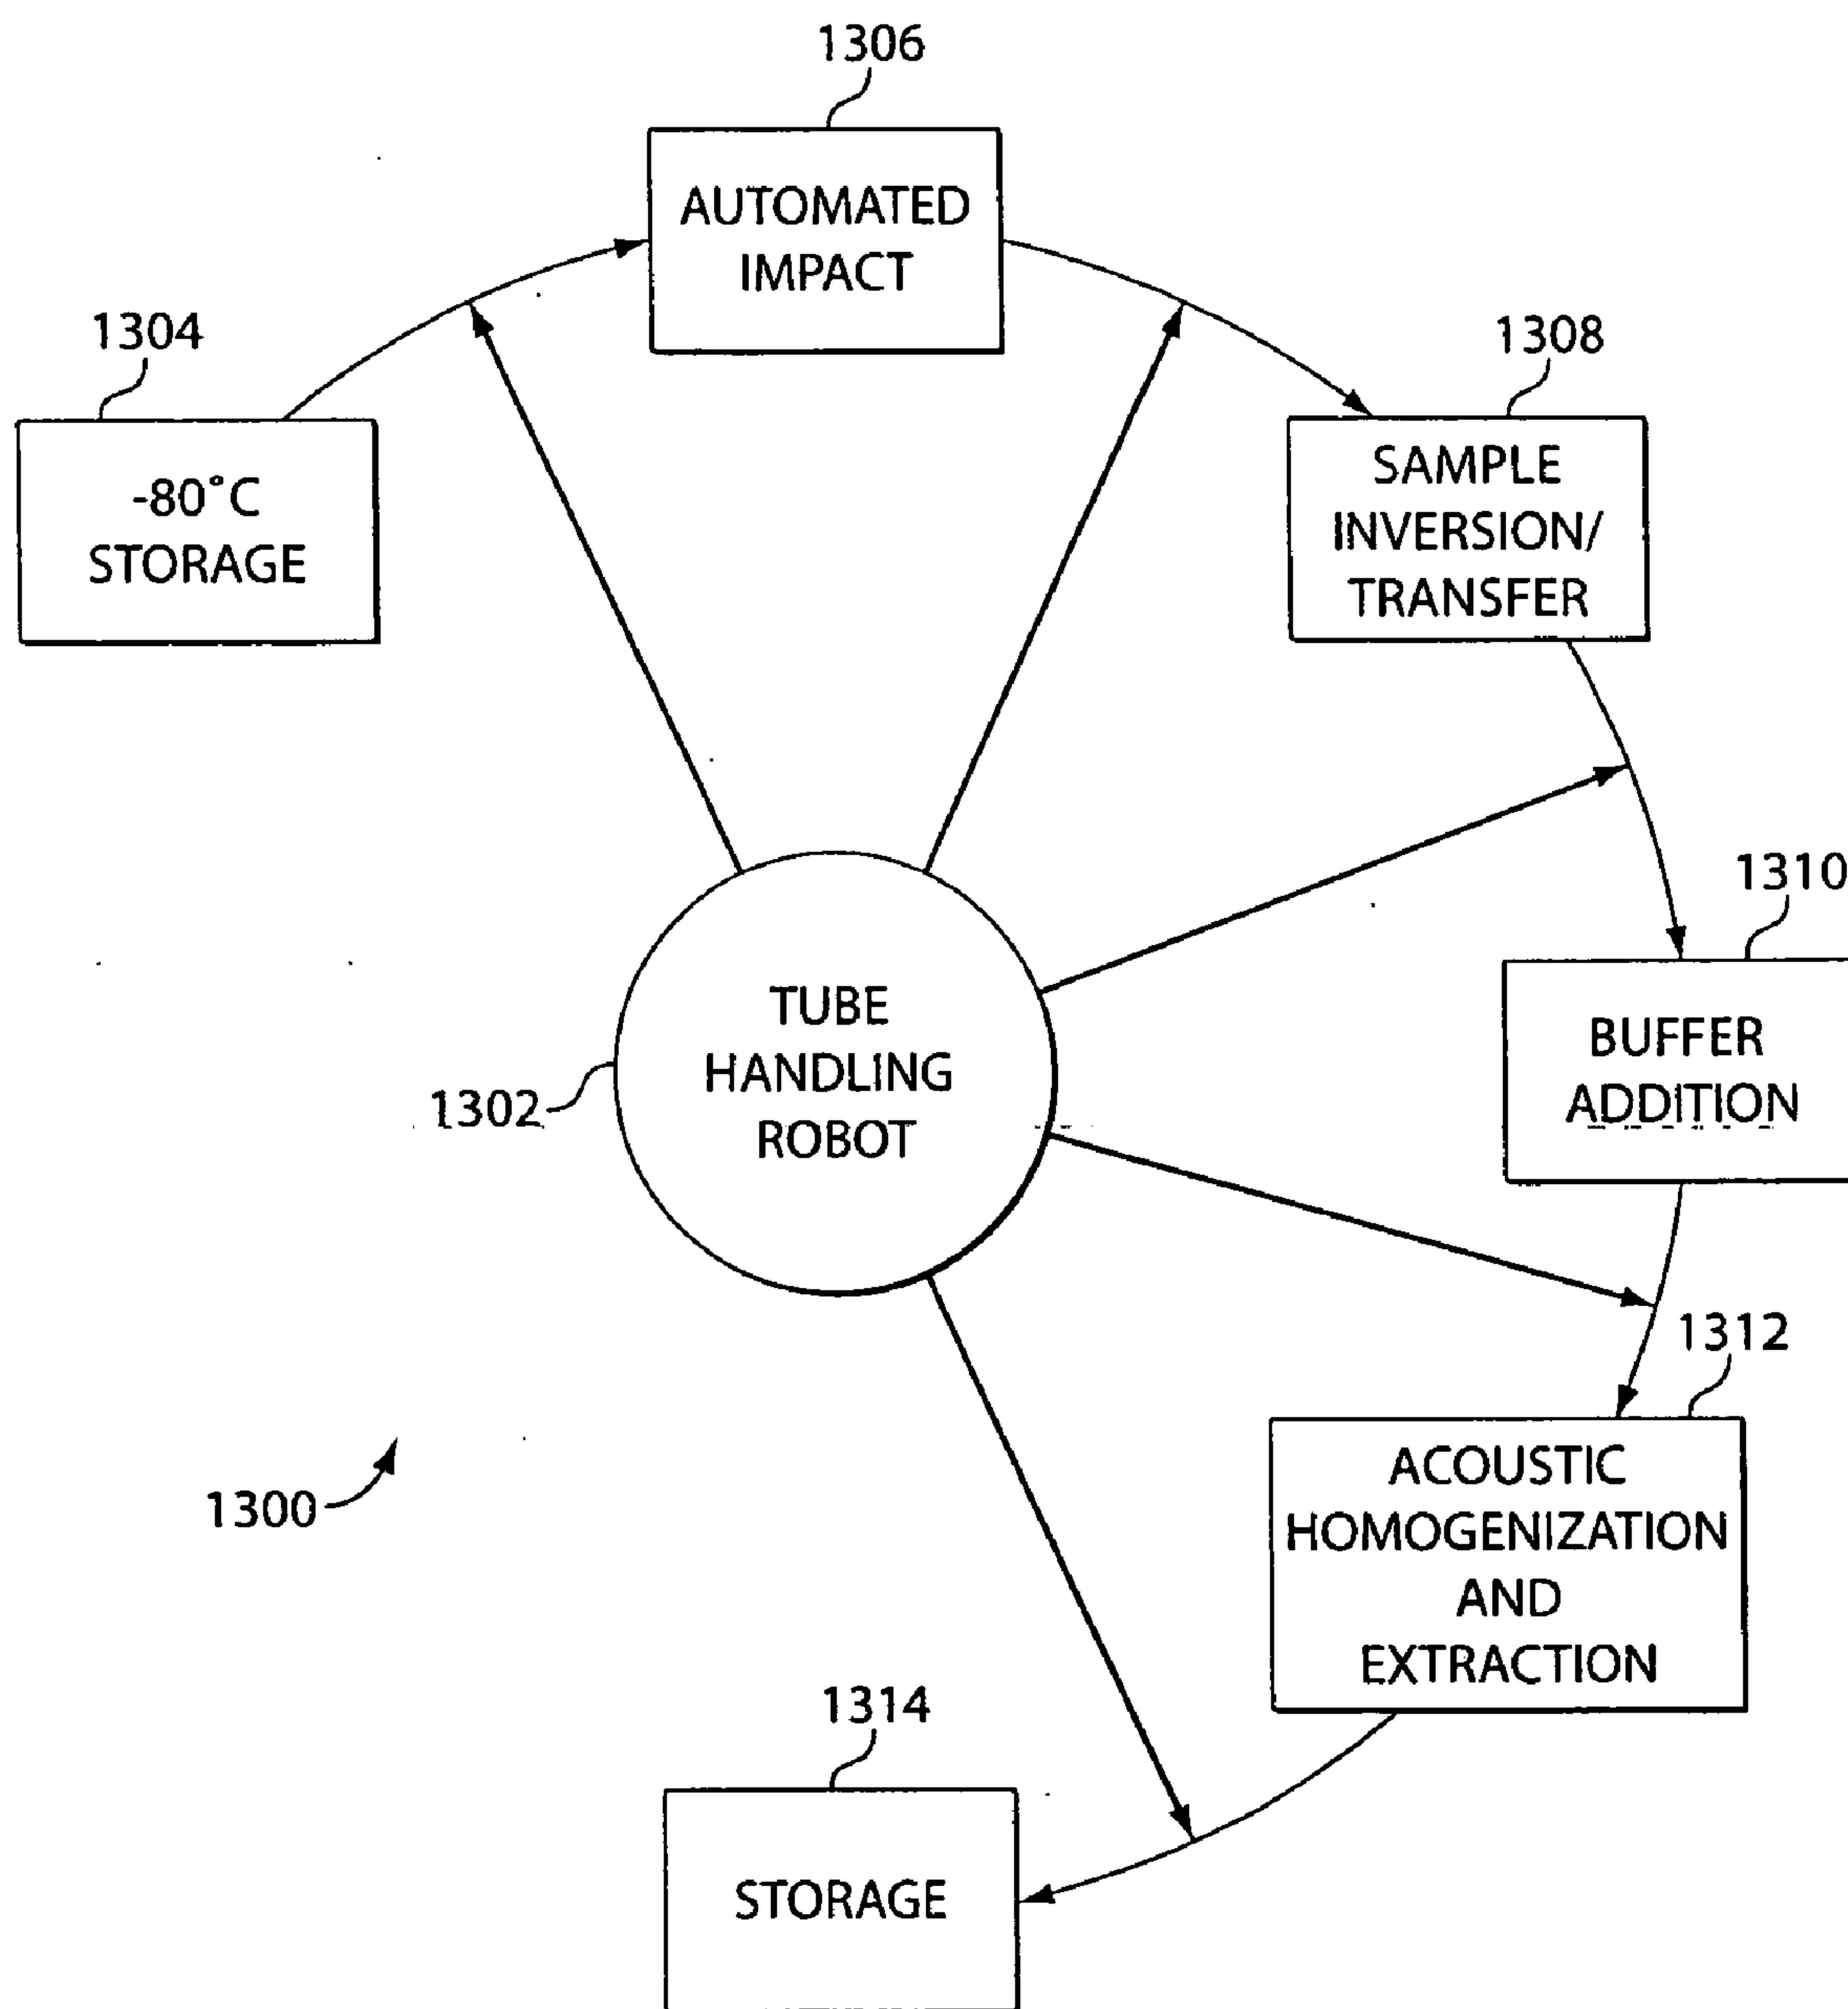 1306
AUTOMATED
IMPACT
1304
-80°C
STORAGE
1308
SAMPLE
INVERSION/
TRANSFER
1310
BUFFER
ADDITION
TUBE
HANDLING
ROBOT
1302
1312
ACOUSTIC
HOMOGENIZATION
AND
EXTRACTION
1300
1314
STORAGE